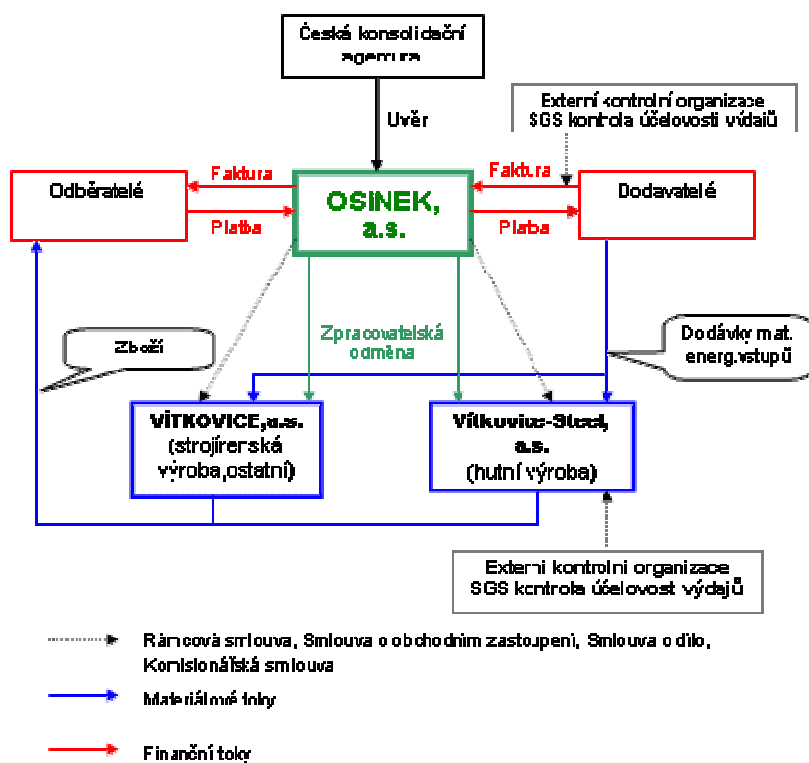 Česká konsolidační
agentura
Úvěr
Externí kontrolní organizace
SGS kontrola účelovosti výdajů
Odběratelé
Faktura
Platba
OSINEK,
a.s.
Faktura
Platba
Dodavatelé
Zboží
Zpracovatelská
odměna
Dodávky mat.
energ.vstupů
VÍTKOVICE,a.s.
(strojírenská
výroba,ostatní)
Vítkovice-Steel,
a.s.
(hutní výroba)
Externí kontrolní organizace
SGS kontrola účelovost výdajů
Rámcová smlouva, Smlouva o obchodním zastoupení, Smlouva o dílo,
Komisionářská smlouva
Materiálové toky
Finanční toky